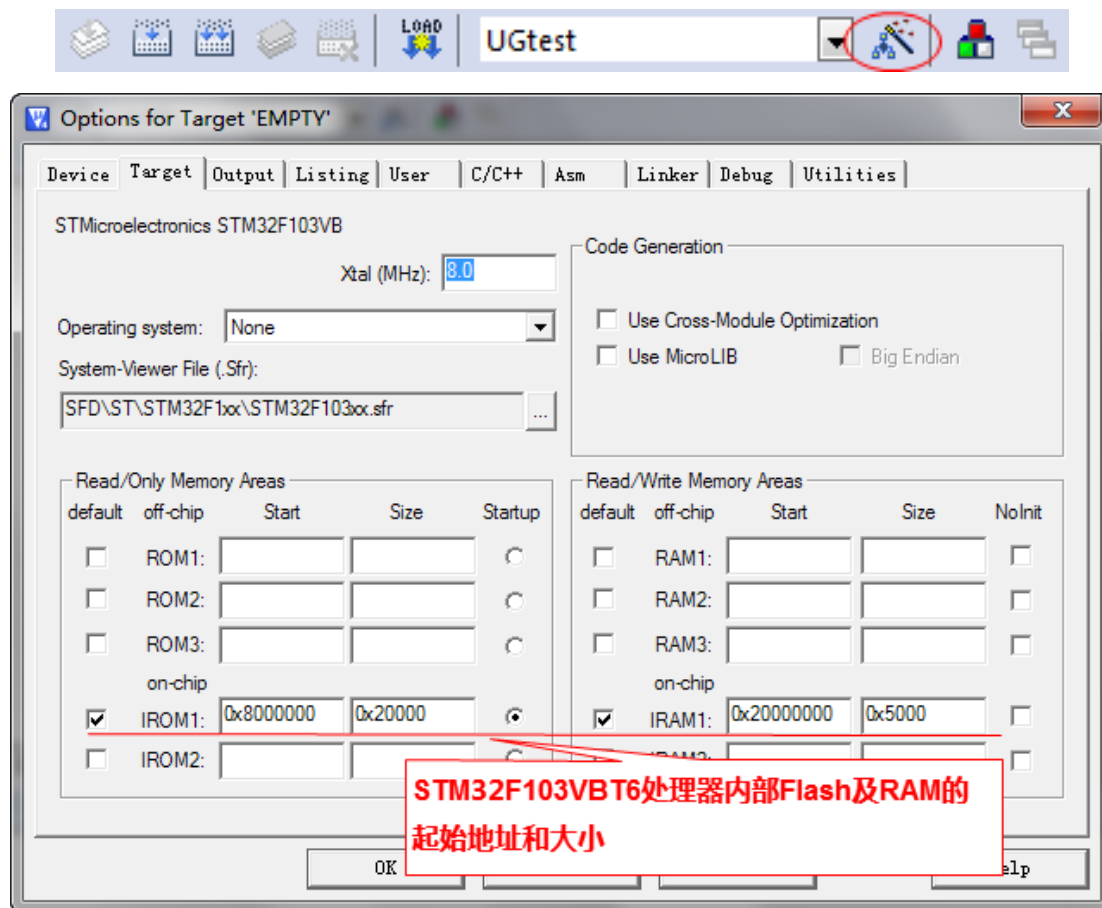 LOAD
UGtest
Options for Target 'EMPTY'
Device Target Output Listing User C/C++ Asm Linker Debug Utilities
STMicroelectronics STM32F103VB
Xtal (MHz): 8.0
Operating system: None
System-Viewer File (.Sfr):
SFD\ST\STM32F1xx\STM32F103xx.sfr ...
Code Generation
Use Cross-Module Optimization
Use MicroLIB Big Endian
Read/Only Memory Areas
default off-chip Start Size Startup
ROM1:
ROM2:
ROM3:
on-chip
IROM1: 0x8000000 0x20000
IROM2:
Read/Write Memory Areas
default off-chip Start Size NoInit
RAM1:
RAM2:
RAM3:
on-chip
IRAM1: 0x20000000 0x5000
STM32F103VBT6处理器内部Flash及RAM的
起始地址和大小
OK